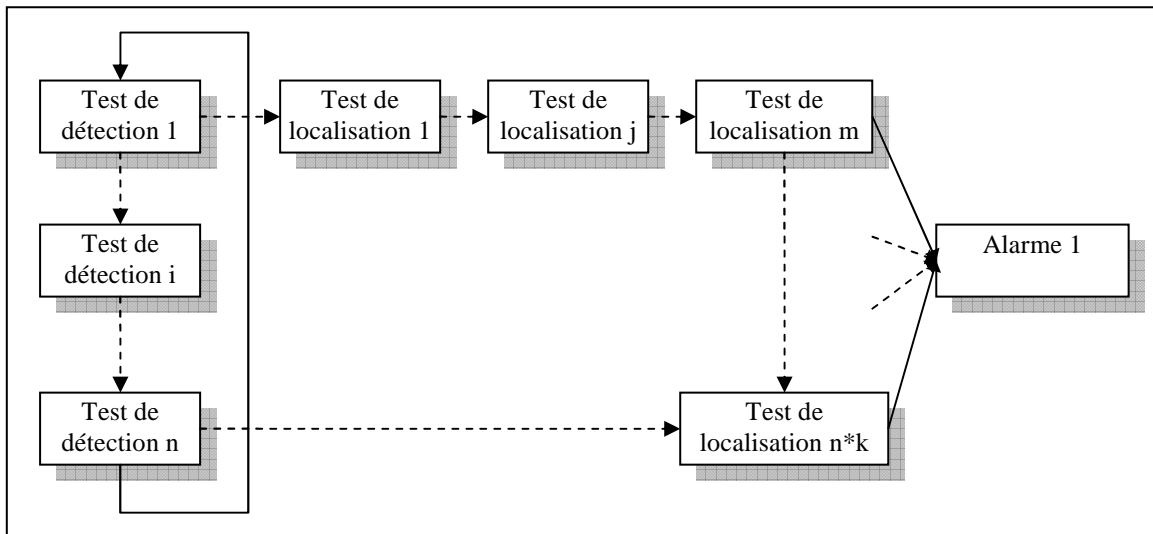 Test de
détection 1
Test de
localisation 1
Test de
localisation j
Test de
localisation m
Test de
détection i
Alarme 1
Test de
détection n
Test de
localisation n*k